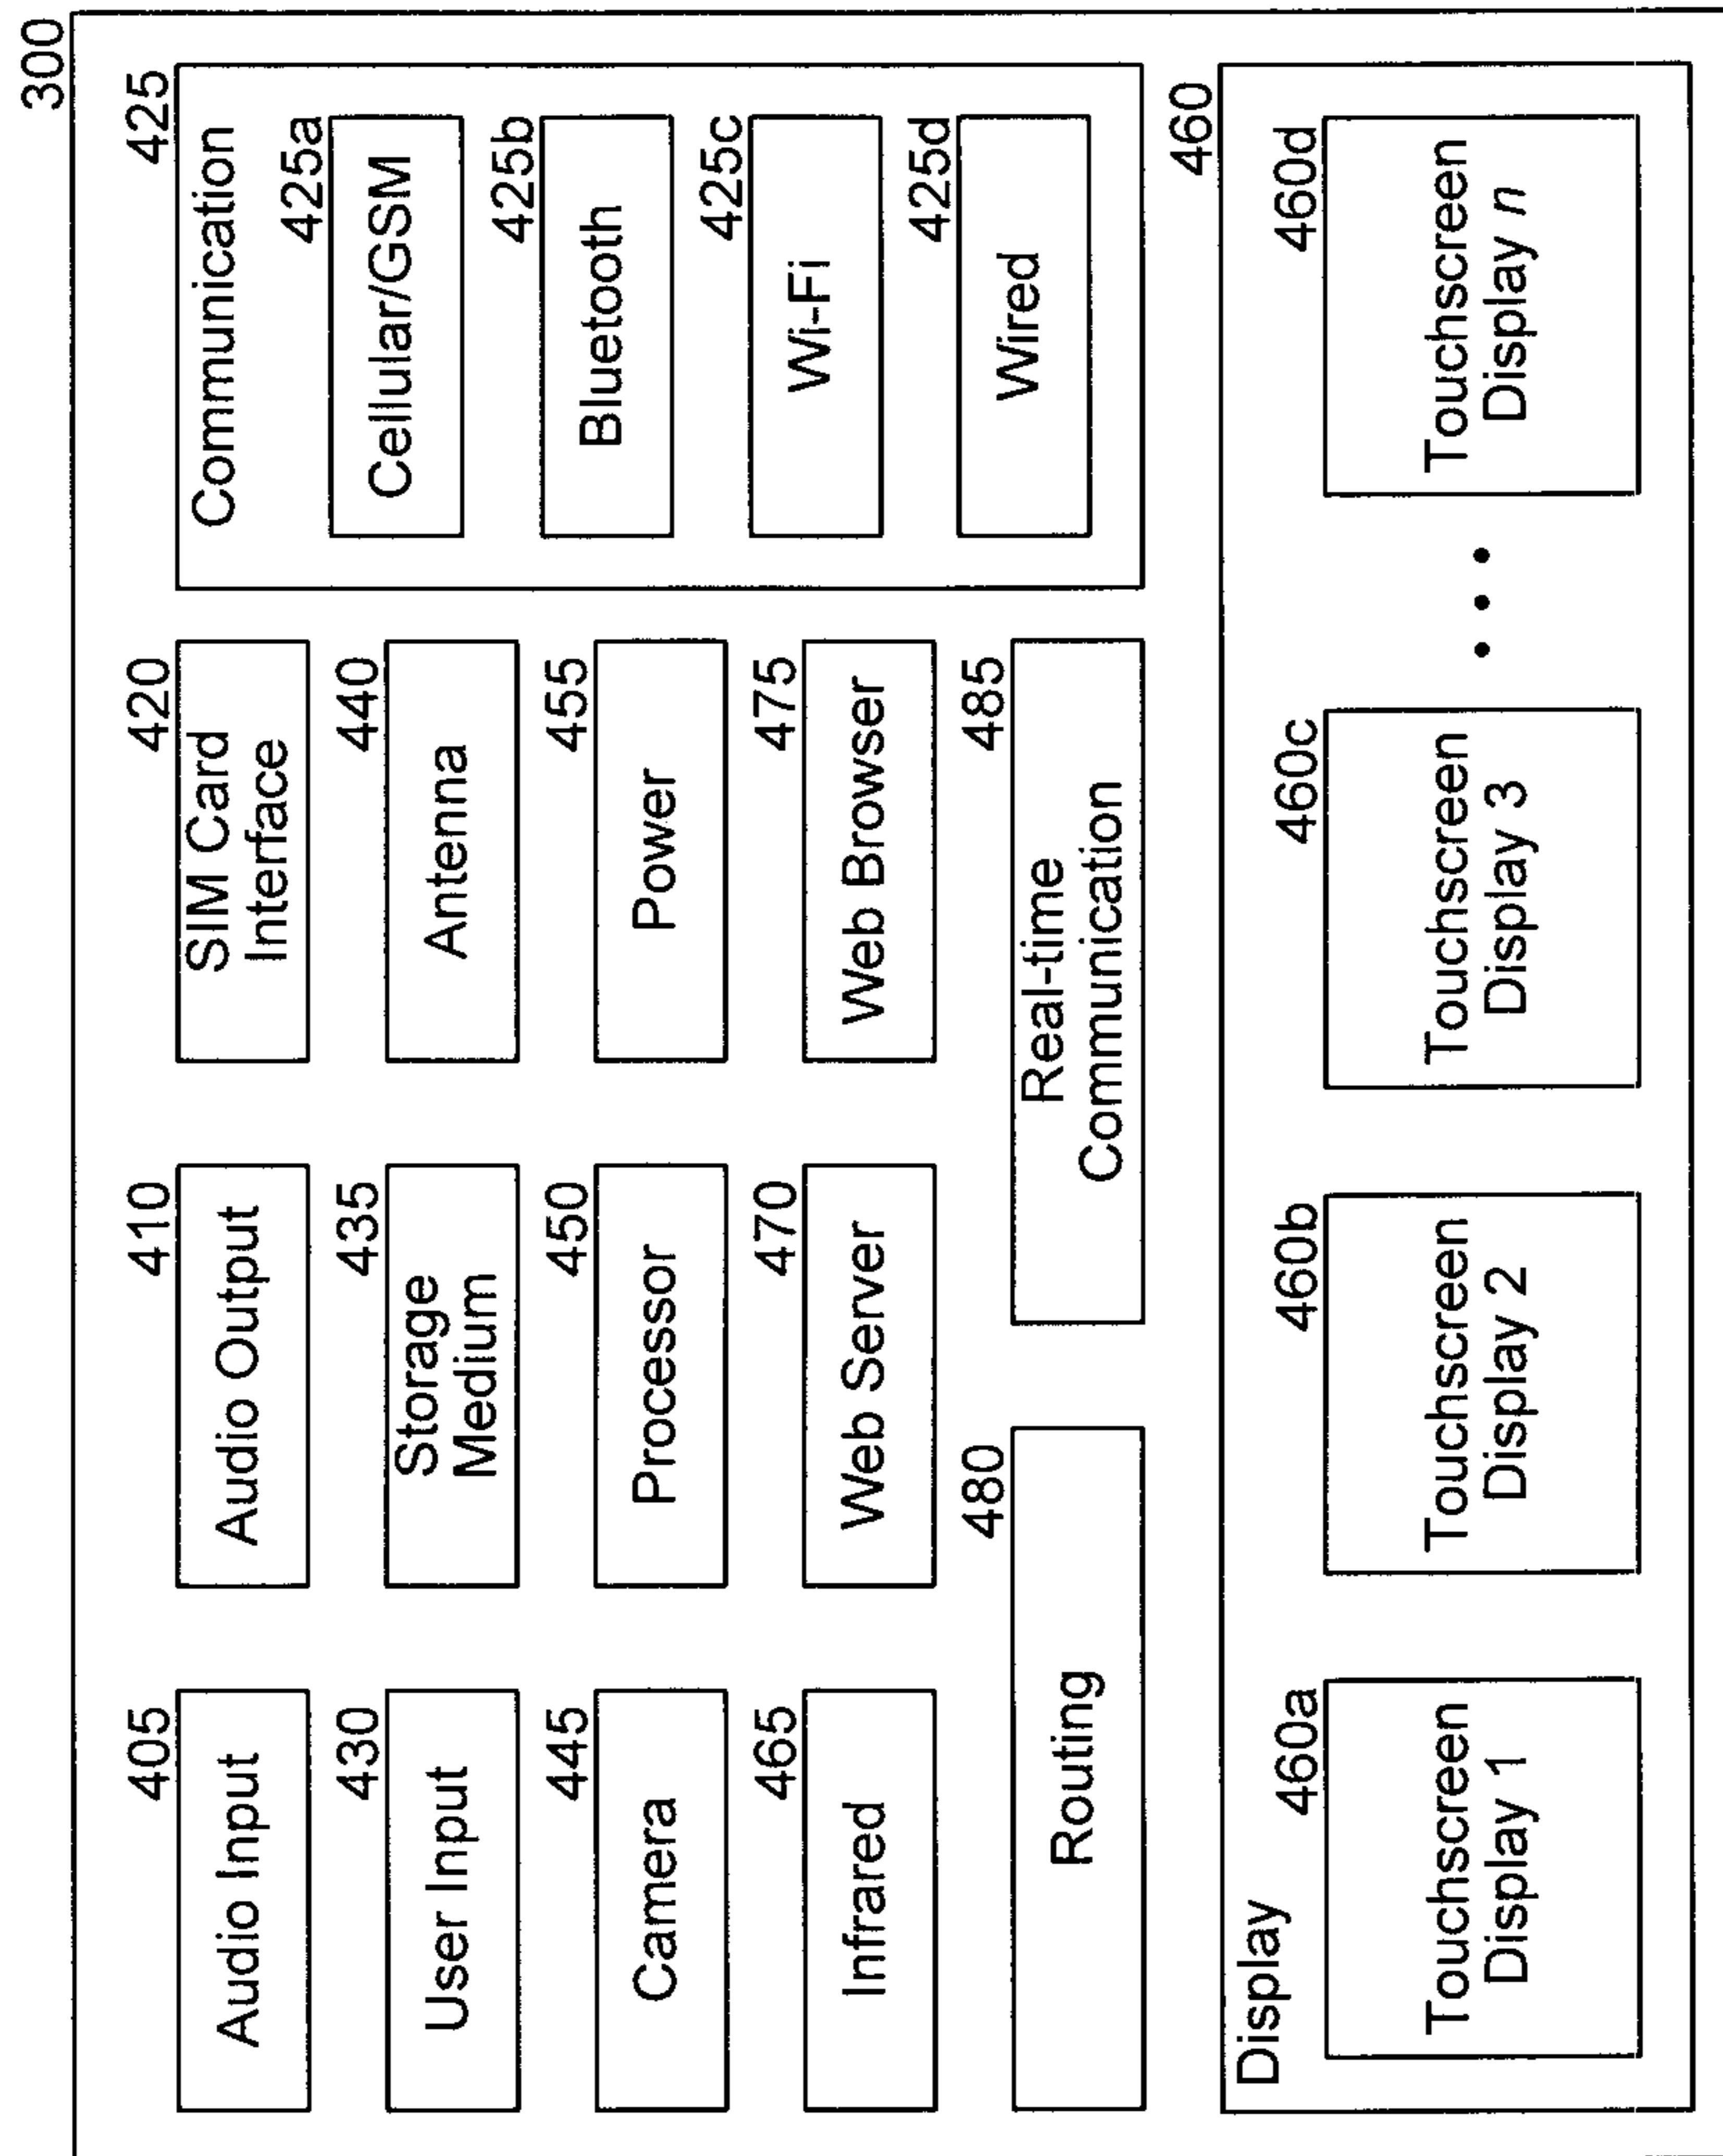 300
405
Audio Input
410
Audio Output
420
SIM Card
Interface
425
Communication
425a
Cellular/GSM
425b
Bluetooth
425c
Wi-Fi
425d
Wired
430
User Input
435
Storage
Medium
440
Antenna
445
Camera
450
Processor
455
Power
465
Infrared
470
Web Server
475
Web Browser
480
Routing
485
Real-time
Communication
460
Display
460a
Touchscreen
Display 1
460b
Touchscreen
Display 2
460c
Touchscreen
Display 3
• • •
460d
Touchscreen
Display n